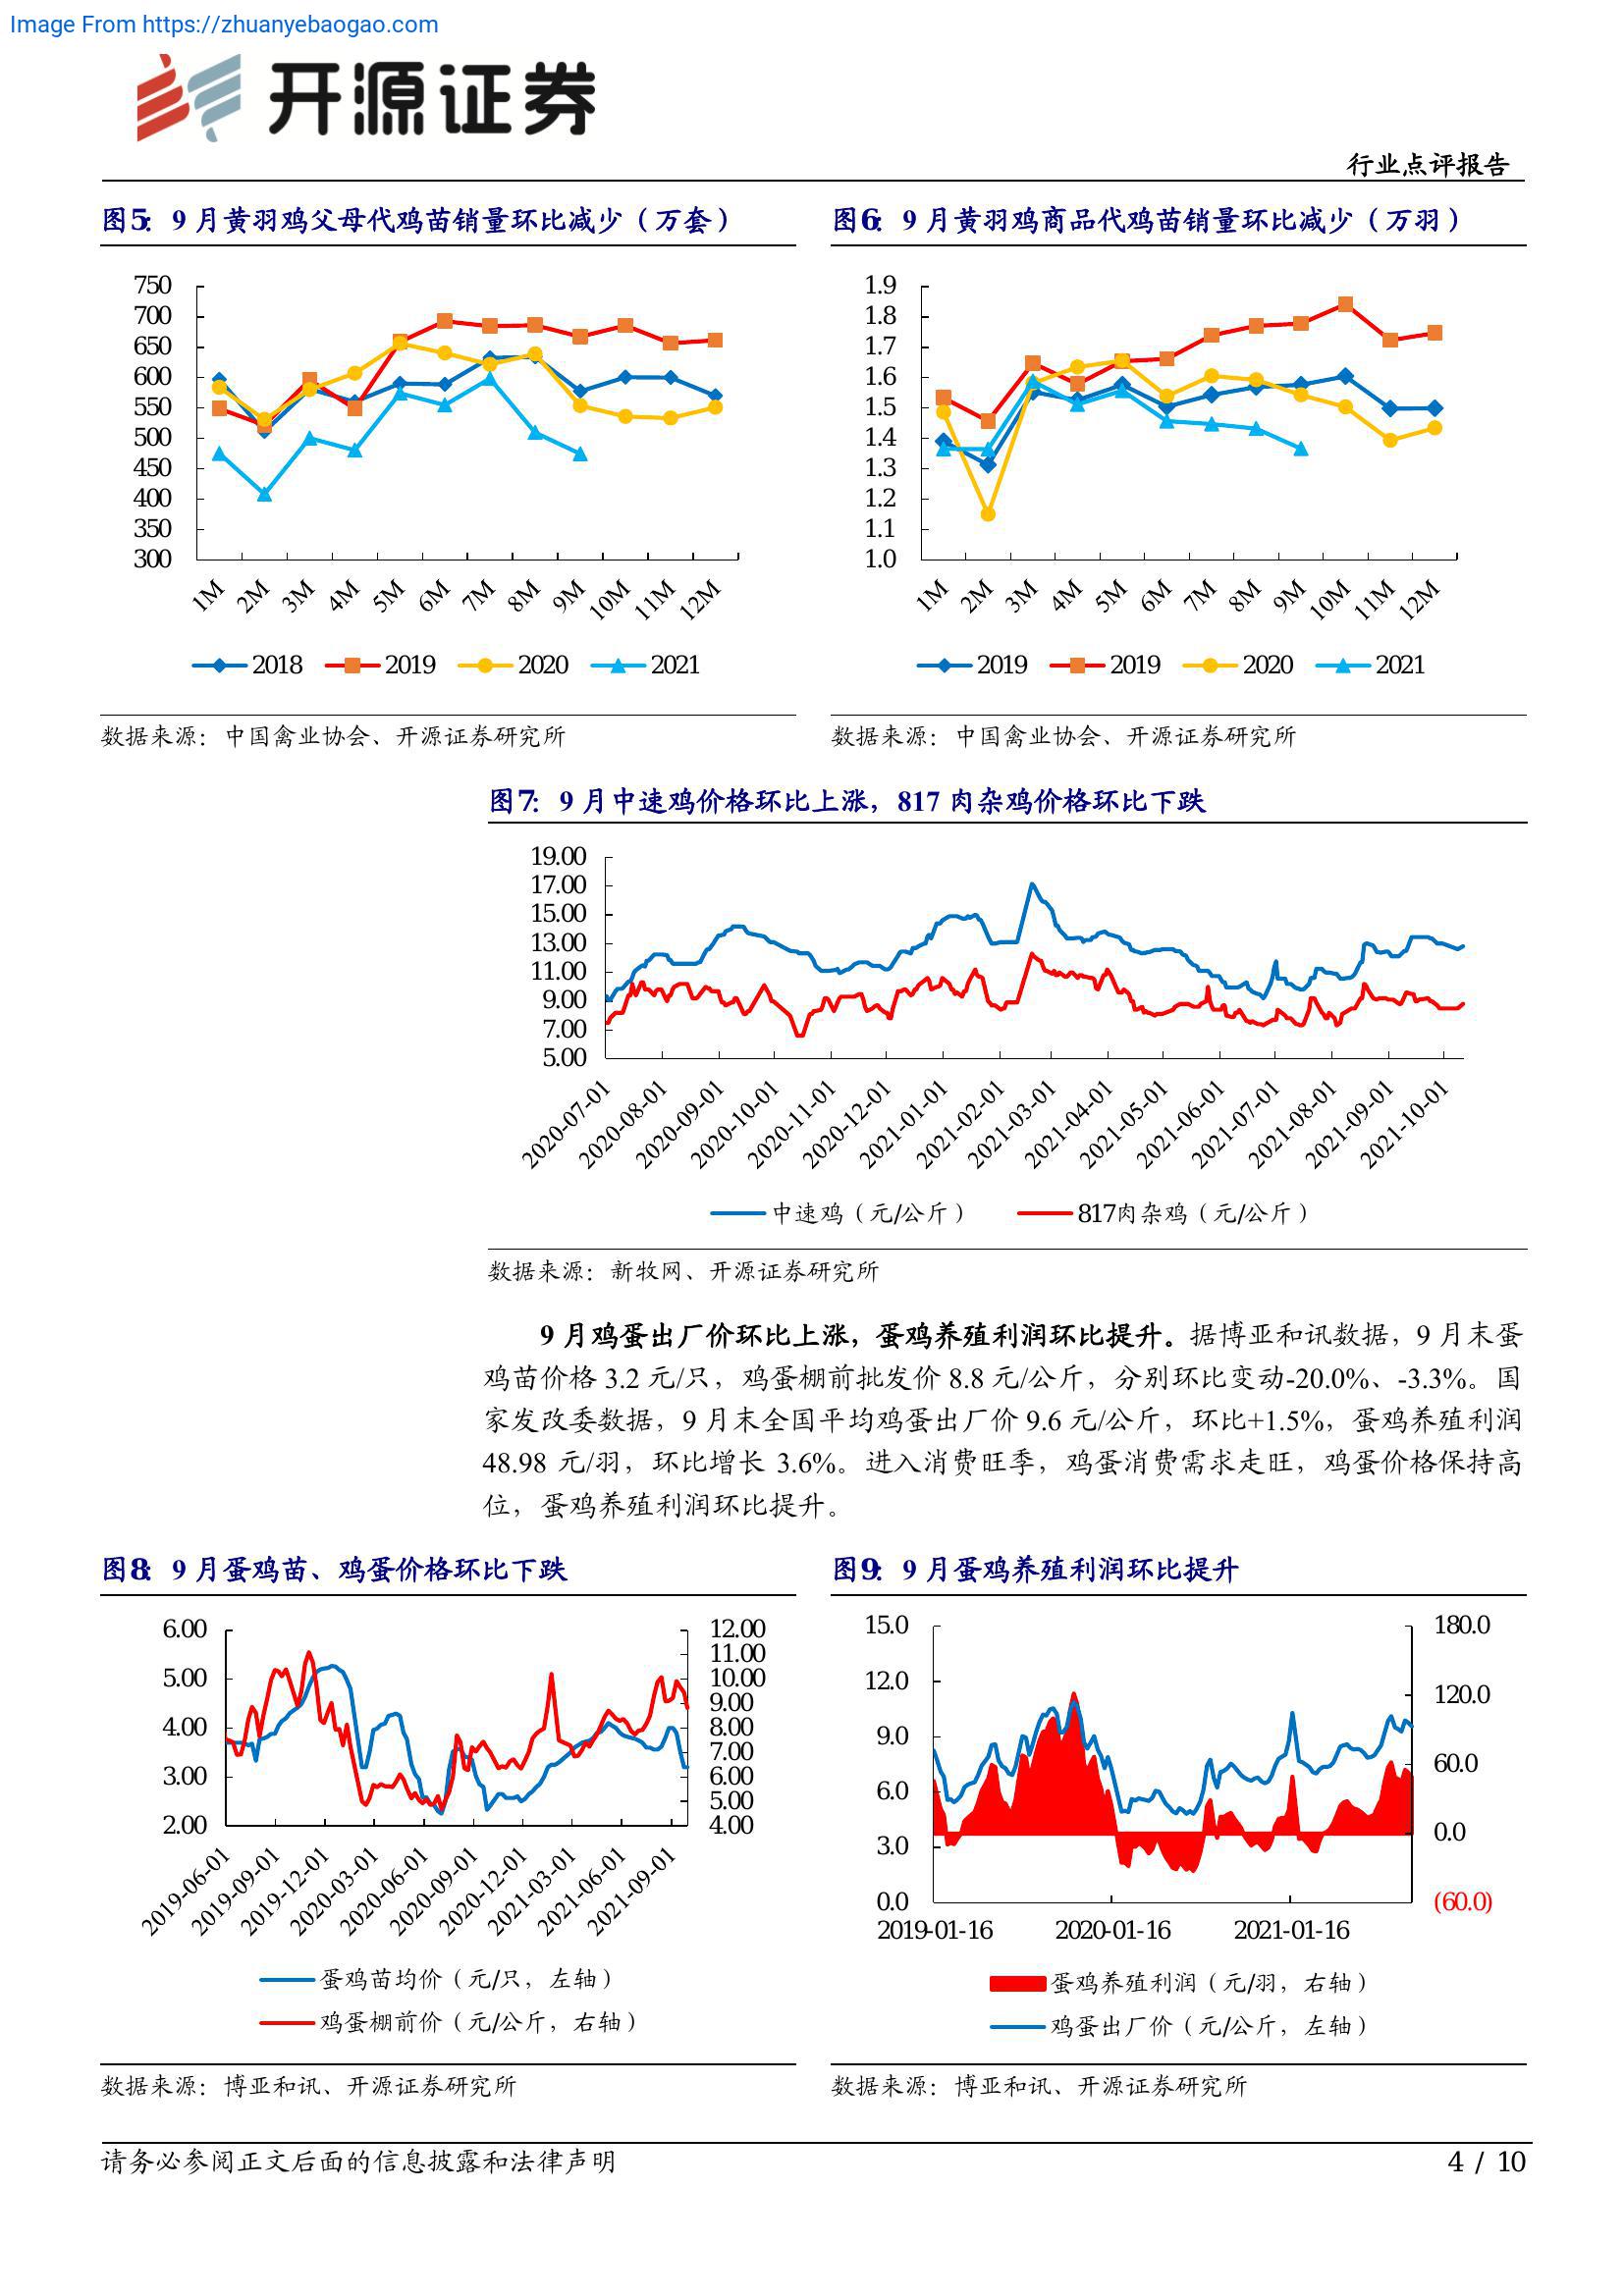 Image From https://zhuanyebaogao.com
开源证券
行业点评报告
图5：9 月黄羽鸡父母代鸡苗销量环比减少（万套）
750
700
650
600
550
500
450
400
350
300
1M 2M 3M 4M 5M 6M 7M 8M 9M 10M 11M 12M
2018 2019 2020 2021
数据来源：中国禽业协会、开源证券研究所
图6：9 月黄羽鸡商品代鸡苗销量环比减少（万羽）
1.9
1.8
1.7
1.6
1.5
1.4
1.3
1.2
1.1
1.0
1M 2M 3M 4M 5M 6M 7M 8M 9M 10M 11M 12M
2019 2019 2020 2021
数据来源：中国禽业协会、开源证券研究所
图7：9 月中速鸡价格环比上涨，817 肉杂鸡价格环比下跌
19.00
17.00
15.00
13.00
11.00
9.00
7.00
5.00
2020-07-01 2020-08-01 2020-09-01 2020-10-01 2020-11-01 2020-12-01 2021-01-01 2021-02-01 2021-03-01 2021-04-01 2021-05-01 2021-06-01 2021-07-01 2021-08-01 2021-09-01 2021-10-01
中速鸡（元/公斤） 817肉杂鸡（元/公斤）
数据来源：新牧网、开源证券研究所
9 月鸡蛋出厂价环比上涨，蛋鸡养殖利润环比提升。据博亚和讯数据，9 月末蛋
鸡苗价格 3.2 元/只，鸡蛋棚前批发价 8.8 元/公斤，分别环比变动-20.0%、-3.3%。国
家发改委数据，9 月末全国平均鸡蛋出厂价 9.6 元/公斤，环比+1.5%，蛋鸡养殖利润
48.98 元/羽，环比增长 3.6%。进入消费旺季，鸡蛋消费需求走旺，鸡蛋价格保持高
位，蛋鸡养殖利润环比提升。
图8：9 月蛋鸡苗、鸡蛋价格环比下跌
6.00
5.00
4.00
3.00
2.00
12.00
11.00
10.00
9.00
8.00
7.00
6.00
5.00
4.00
2019-06-01 2019-09-01 2019-12-01 2020-03-01 2020-06-01 2020-09-01 2020-12-01 2021-03-01 2021-06-01 2021-09-01
蛋鸡苗均价（元/只，左轴）
鸡蛋棚前价（元/公斤，右轴）
数据来源：博亚和讯、开源证券研究所
图9：9 月蛋鸡养殖利润环比提升
15.0
12.0
9.0
6.0
3.0
0.0
180.0
120.0
60.0
0.0
(60.0)
2019-01-16 2020-01-16 2021-01-16
蛋鸡养殖利润（元/羽，右轴）
鸡蛋出厂价（元/公斤，左轴）
数据来源：博亚和讯、开源证券研究所
请务必参阅正文后面的信息披露和法律声明
4 / 10